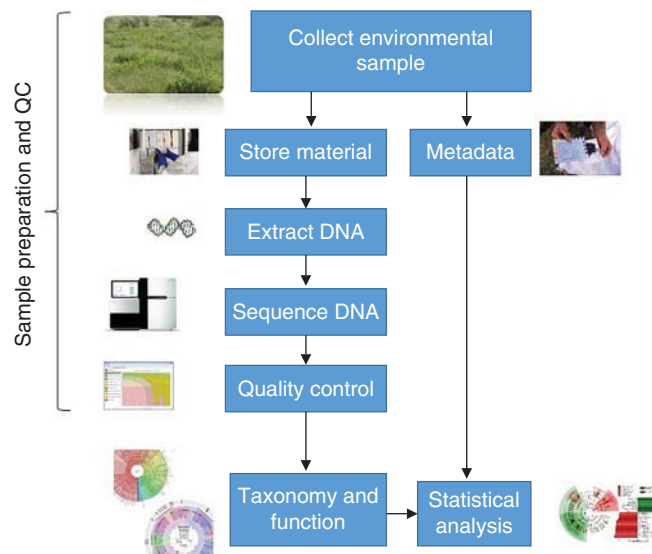 Sample preparation and QC
Collect environmental
sample
Store material
Metadata
Extract DNA
Sequence DNA
Quality control
Taxonomy and
function
Statistical
analysis